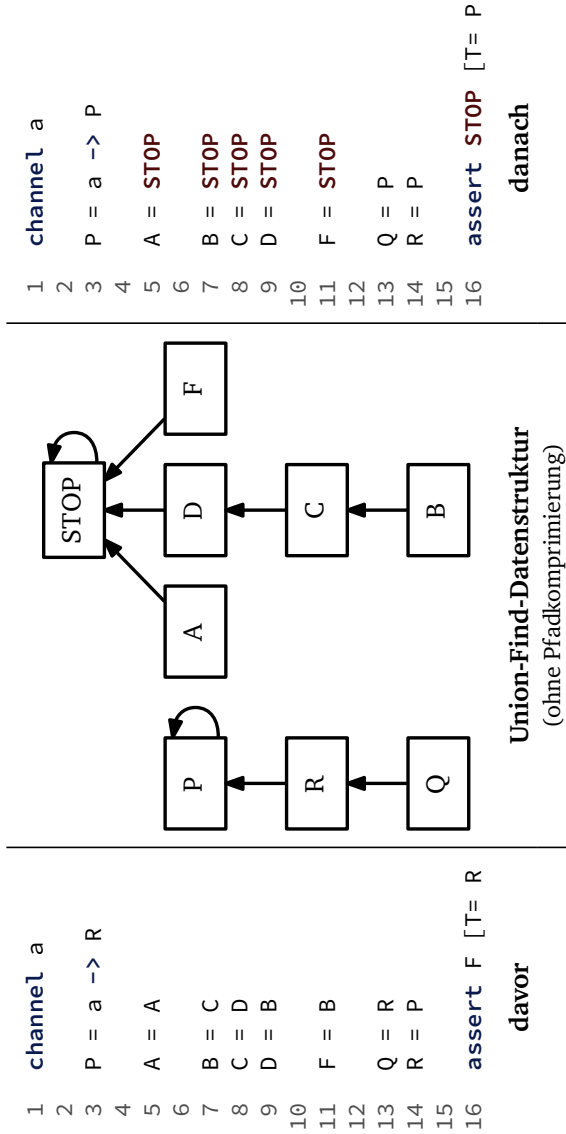 1 channel a
2
3 P = a -> R
4
5 A = A
6
7 B = C
8 C = D
9 D = B
10
11 F = B
12
13 Q = R
14 R = P
15
16 assert F [T= R
davor
STOP
P
A
D
F
R
C
Q
B
Union-Find-Datenstruktur
(ohne Pfadkomprimierung)
1 channel a
2
3 P = a -> P
4
5 A = STOP
6
7 B = STOP
8 C = STOP
9 D = STOP
10
11 F = STOP
12
13 Q = P
14 R = P
15
16 assert STOP [T= P
danach